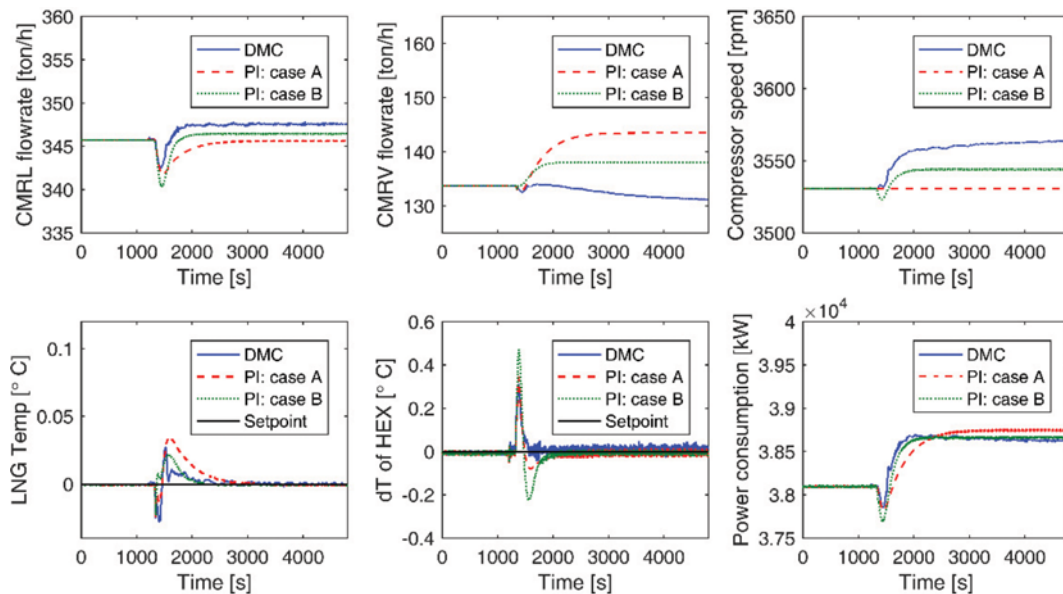 CMRL flowrate [ton/h]
360
355
350
345
340
335
DMC
PI: case A
PI: case B
0 1000 2000 3000 4000
Time [s]
CMRV flowrate [ton/h]
160
150
140
130
DMC
PI: case A
PI: case B
0 1000 2000 3000 4000
Time [s]
Compressor speed [rpm]
3650
3600
3550
3500
DMC
PI: case A
PI: case B
0 1000 2000 3000 4000
Time [s]
LNG Temp [° C]
0.1
0.05
0
DMC
PI: case A
PI: case B
Setpoint
0 1000 2000 3000 4000
Time [s]
dT of HEX [° C]
0.6
0.4
0.2
0
-0.2
-0.4
DMC
PI: case A
PI: case B
Setpoint
0 1000 2000 3000 4000
Time [s]
Power consumption [kW]
×10⁴
4
3.95
3.9
3.85
3.8
3.75
DMC
PI: case A
PI: case B
0 1000 2000 3000 4000
Time [s]